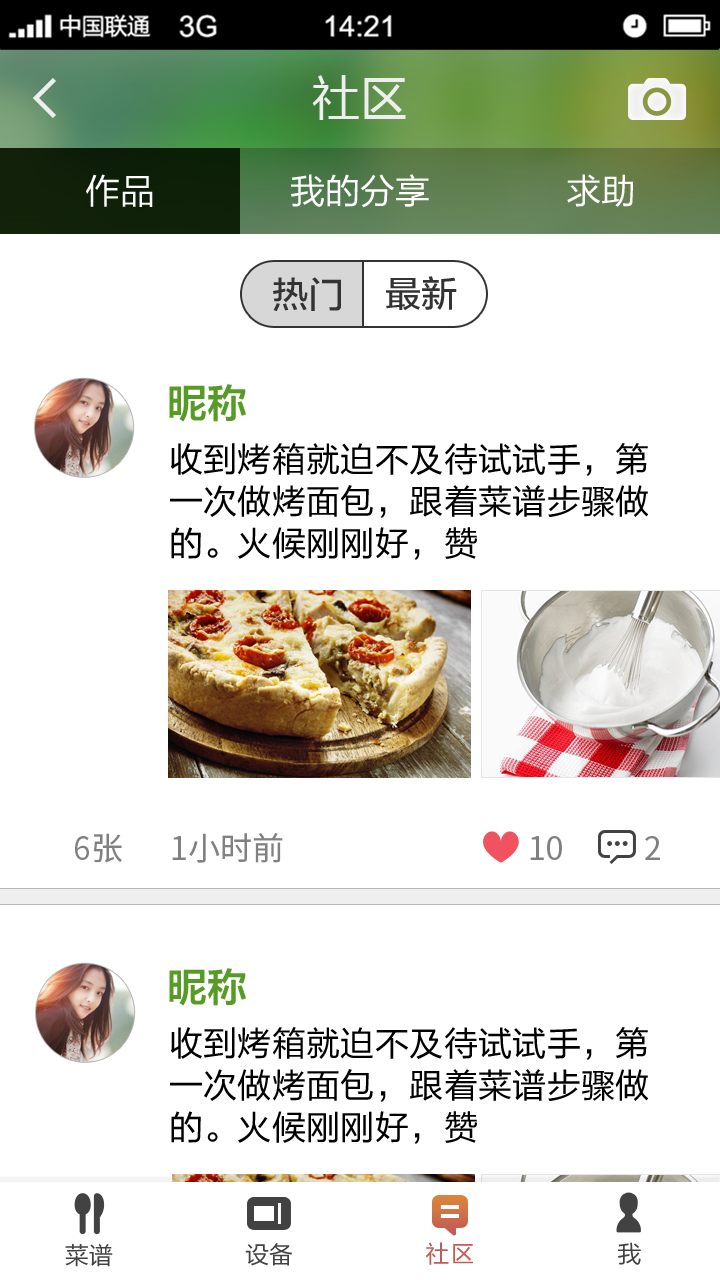 中国联通 3G 14:21
社区
作品 我的分享 求助
热门 最新
昵称
收到烤箱就迫不及待试试手，第
一次做烤面包，跟着菜谱步骤做
的。火候刚刚好，赞
6张 1小时前 10 2
昵称
收到烤箱就迫不及待试试手，第
一次做烤面包，跟着菜谱步骤做
的。火候刚刚好，赞
菜谱 设备 社区 我